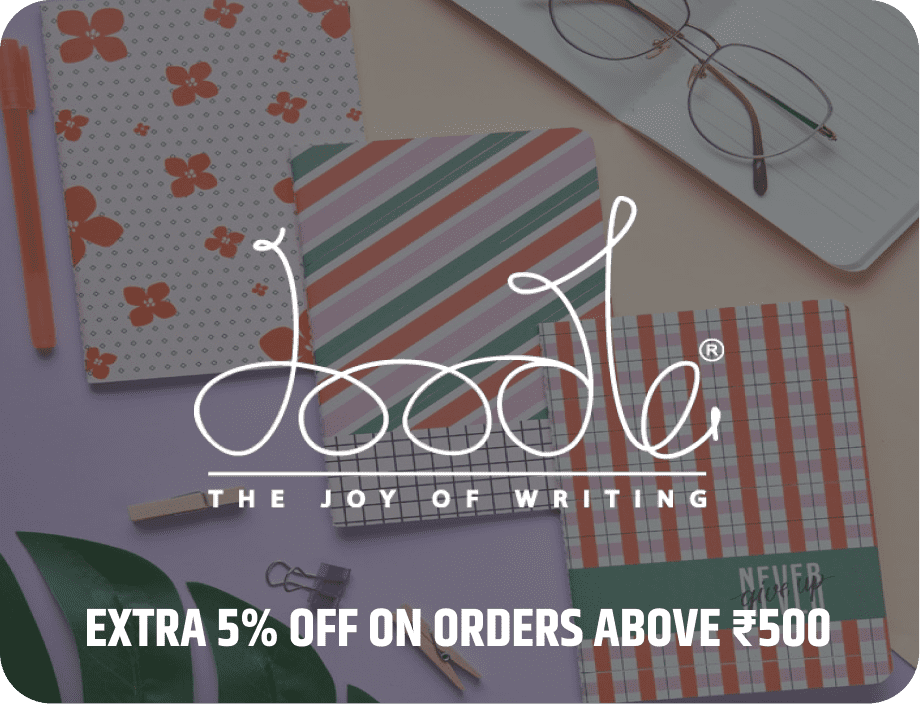 doodle®
THE JOY OF WRITING
NEVER
give up
EXTRA 5% OFF ON ORDERS ABOVE ₹500